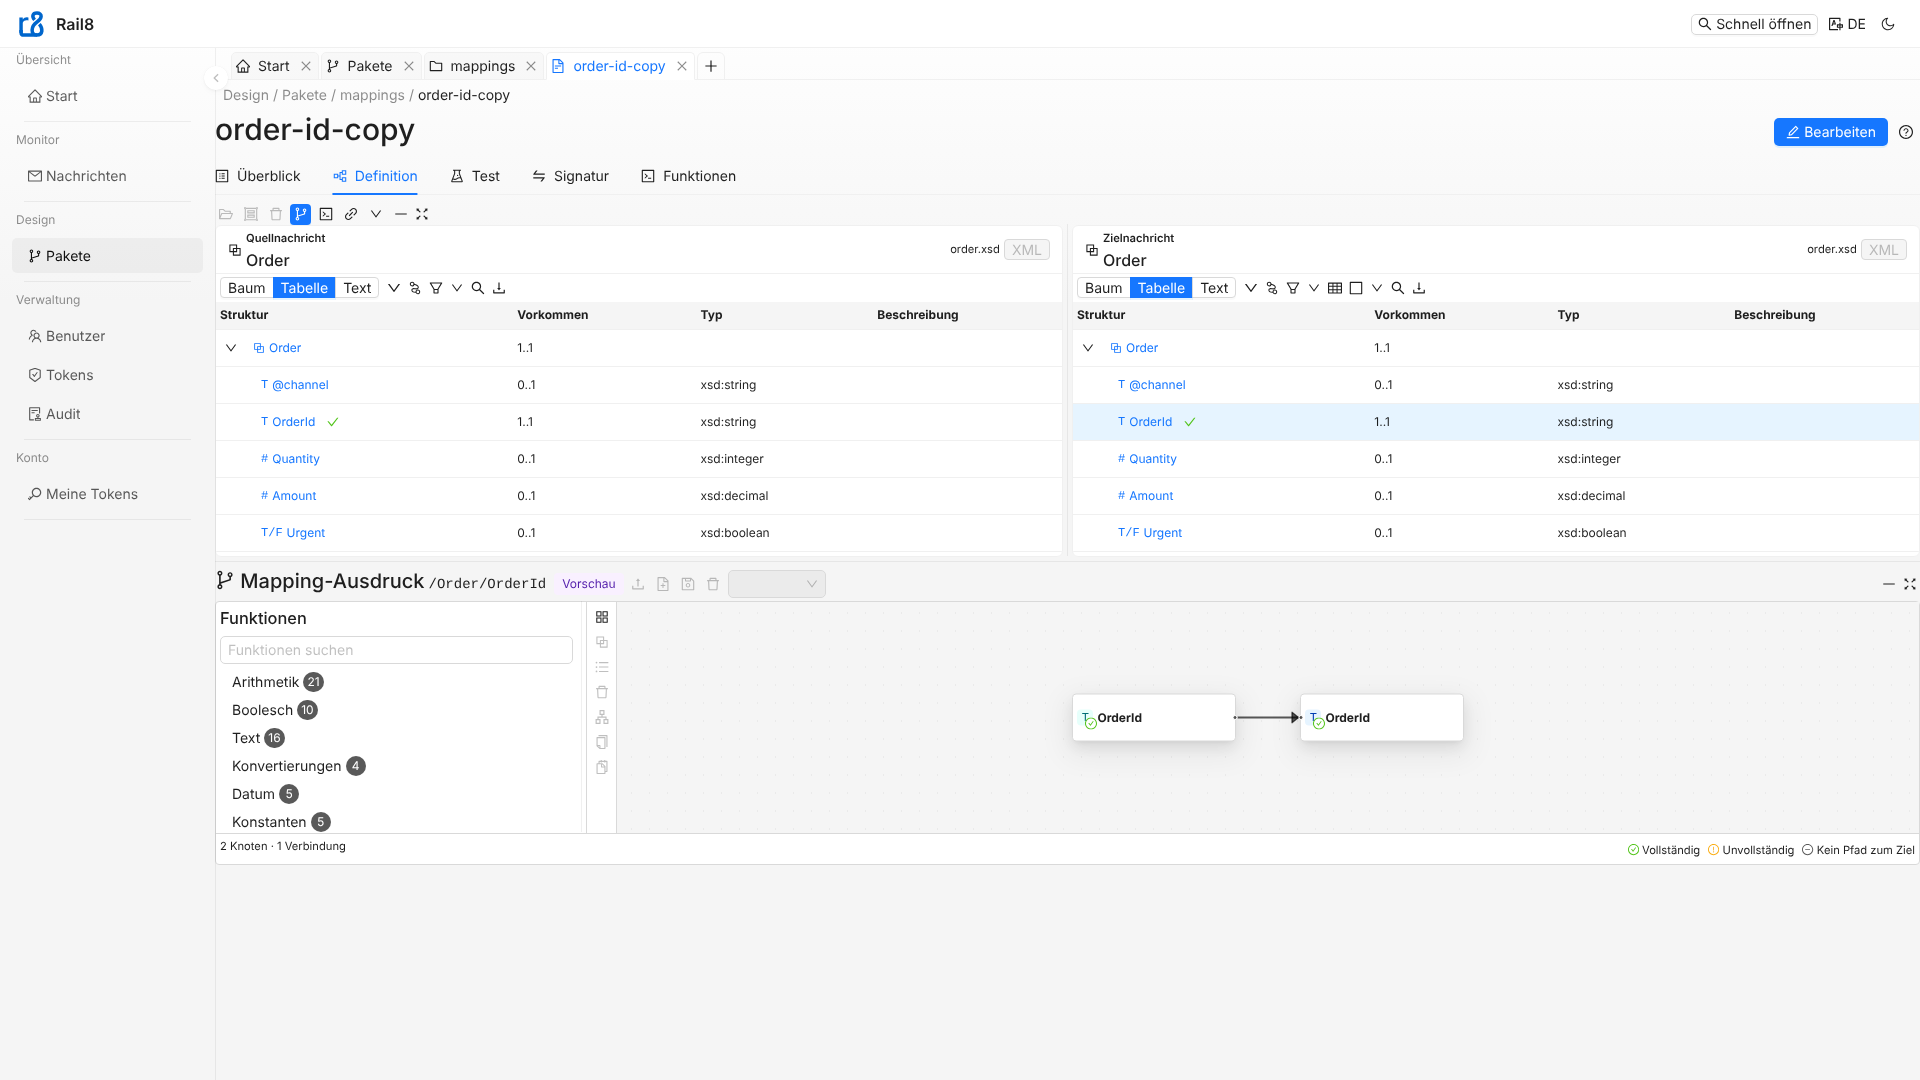 Rail8
Schnell öffnen
DE
Übersicht
Start
Monitor
Nachrichten
Design
Pakete
Verwaltung
Benutzer
Tokens
Audit
Konto
Meine Tokens
Start
Pakete
mappings
order-id-copy
Design / Pakete / mappings / order-id-copy
order-id-copy
Bearbeiten
Überblick
Definition
Test
Signatur
Funktionen
Quellnachricht
Order
order.xsd XML
Baum Tabelle Text
Struktur Vorkommen Typ Beschreibung
Order 1..1
T @channel 0..1 xsd:string
T OrderId 1..1 xsd:string
# Quantity 0..1 xsd:integer
# Amount 0..1 xsd:decimal
T/F Urgent 0..1 xsd:boolean
Zielnachricht
Order
order.xsd XML
Baum Tabelle Text
Struktur Vorkommen Typ Beschreibung
Order 1..1
T @channel 0..1 xsd:string
T OrderId 1..1 xsd:string
# Quantity 0..1 xsd:integer
# Amount 0..1 xsd:decimal
T/F Urgent 0..1 xsd:boolean
Mapping-Ausdruck /Order/OrderId Vorschau
Funktionen
Funktionen suchen
Arithmetik 21
Boolesch 10
Text 16
Konvertierungen 4
Datum 5
Konstanten 5
T OrderId
T OrderId
2 Knoten · 1 Verbindung
Vollständig Unvollständig Kein Pfad zum Ziel